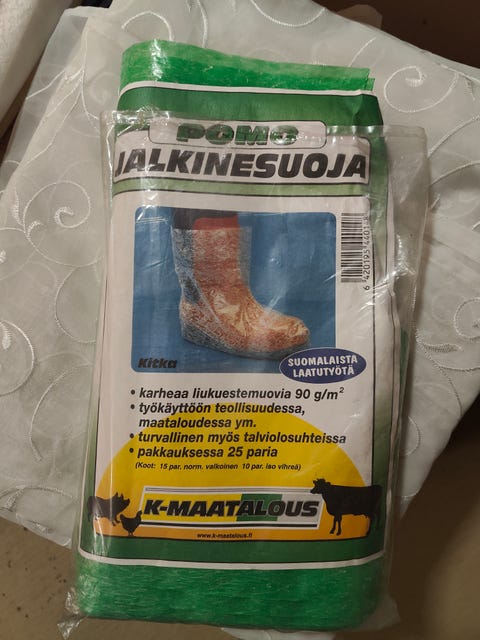 POMO
JALKINESUOJA
Kitka
SUOMALAISTA
LAATUTYÖTÄ
• karheaa liukuestemuovia 90 g/m²
• työkäyttöön teollisuudessa,
maataloudessa ym.
• turvallinen myös talviolosuhteissa
• pakkauksessa 25 paria
(Koot: 15 par. norm. valkoinen 10 par. iso vihreä)
K-MAATALOUS
www.k-maatalous.fi